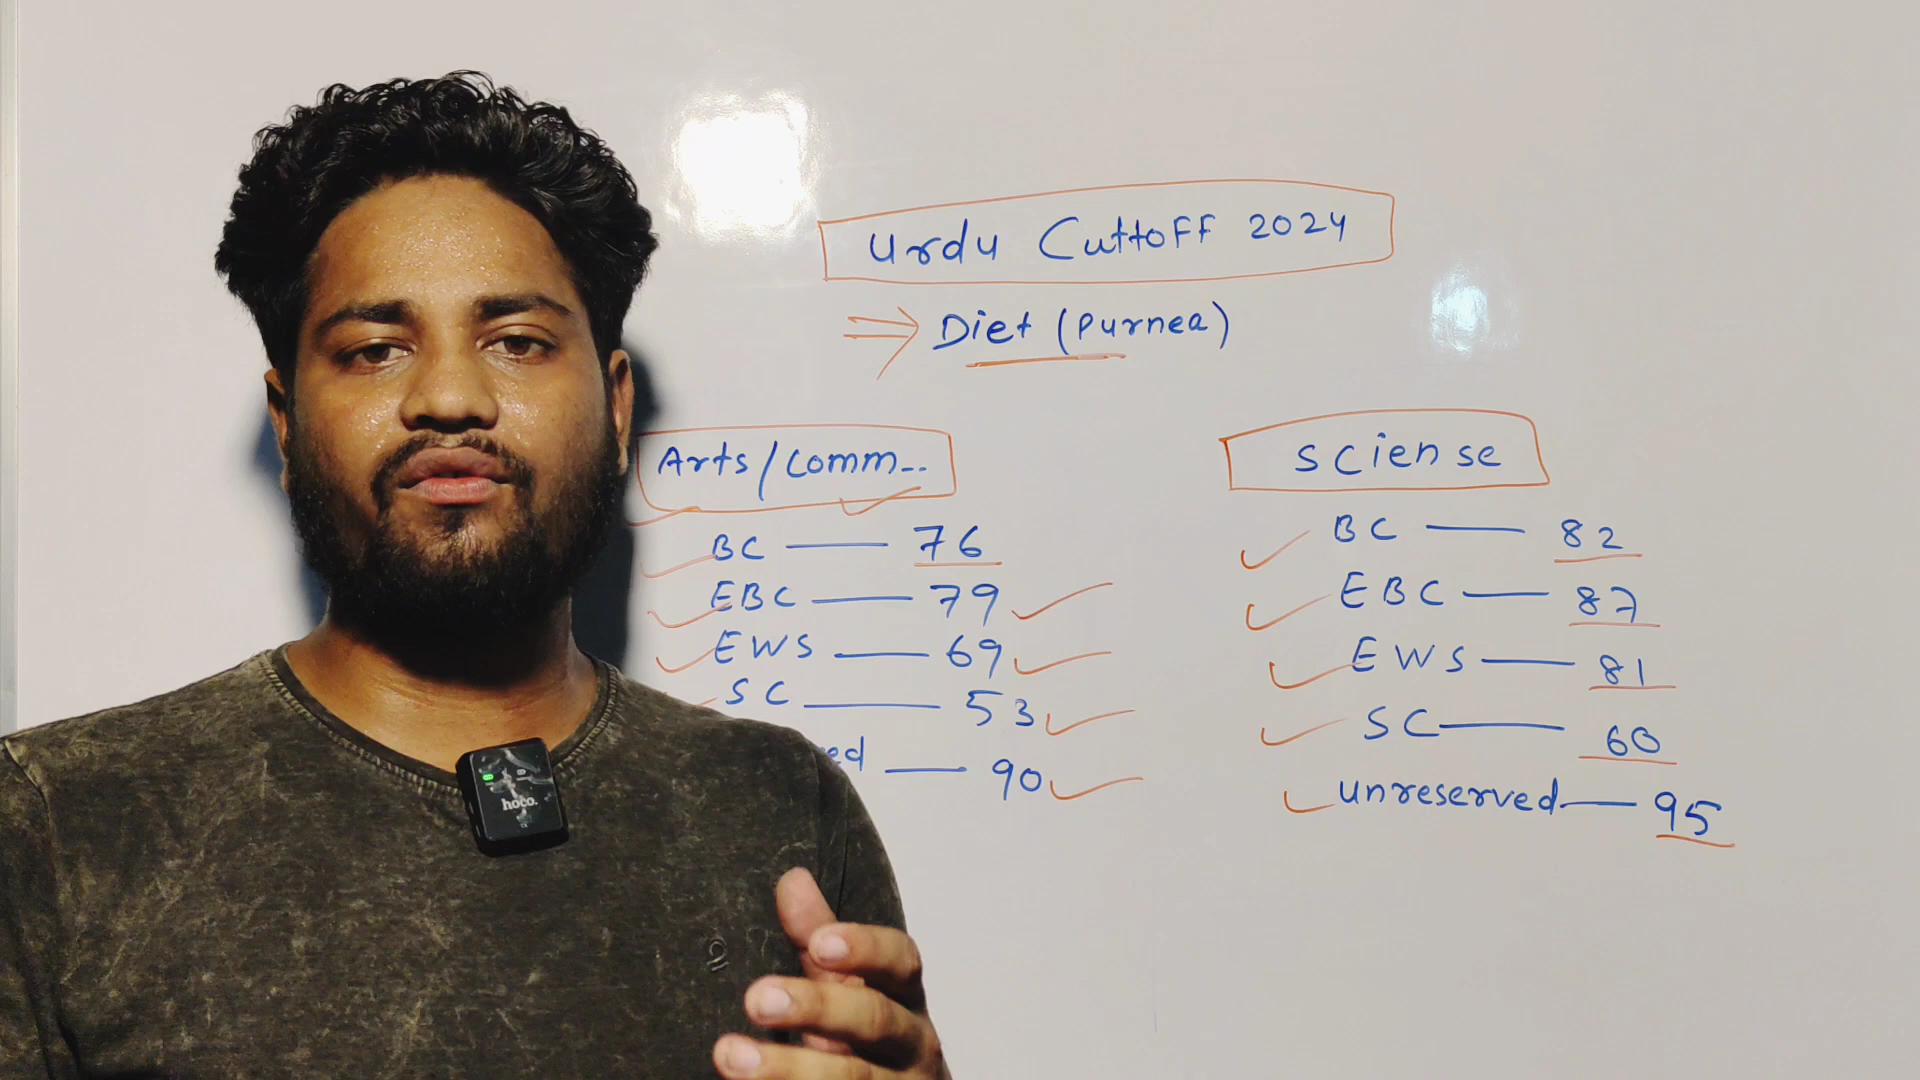 Urdu CuttoFF 2024
⇒ Diet (Purnea)
Arts/Comm..
BC — 76
EBC — 79
EWS — 69
SC — 53
ed — 90
Sciense
BC — 82
EBC — 87
EWS — 81
SC — 60
unreserved — 95
hoco.